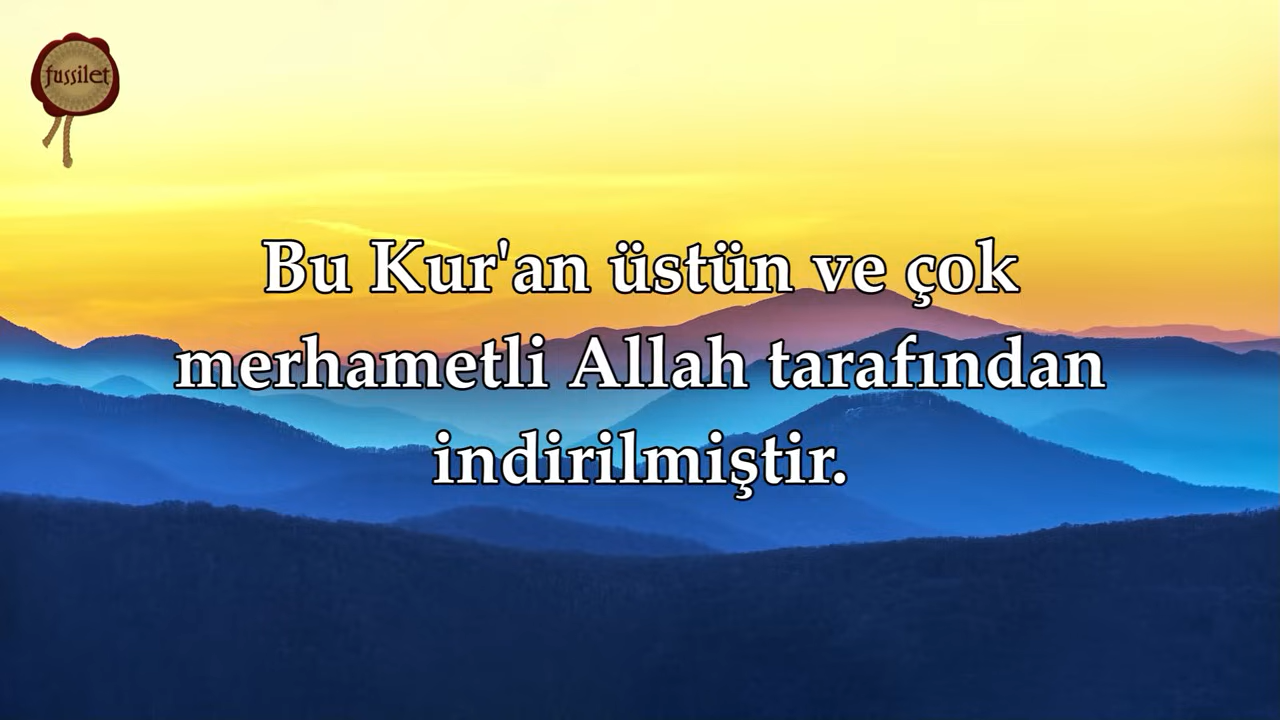 fussilet
Bu Kur'an üstün ve çok
merhametli Allah tarafından
indirilmiştir.